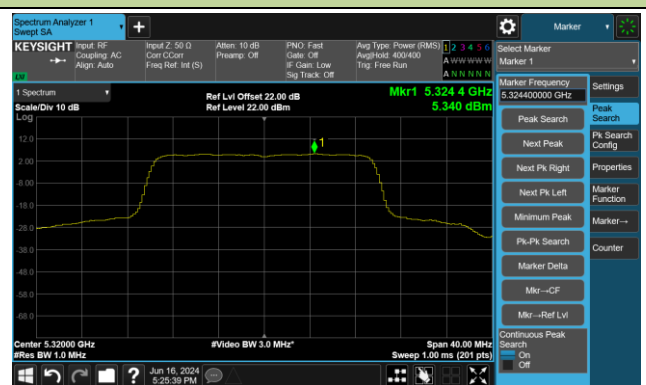 Spectrum Analyzer 1
Swept SA
Marker
KEYSIGHT
Input: RF
Coupling: AC
Align: Auto
Input Z: 50 Ω
Corr CCorr
Freq Ref: Int (S)
Atten: 10 dB
Preamp: Off
PNO: Fast
Gate: Off
IF Gain: Low
Sig Track: Off
Avg Type: Power (RMS)
Avg|Hold: 400/400
Trig: Free Run
1 2 3 4 5 6
A W W W W W
A N N N N N
LW
Select Marker
Marker 1
1 Spectrum
Scale/Div 10 dB
Log
Ref Lvl Offset 22.00 dB
Ref Level 22.00 dBm
Mkr1 5.324 4 GHz
5.340 dBm
12.0
2.00
-8.00
-18.0
-28.0
-38.0
-48.0
-58.0
-68.0
1
Center 5.32000 GHz
#Res BW 1.0 MHz
#Video BW 3.0 MHz*
Span 40.00 MHz
Sweep 1.00 ms (201 pts)
Marker Frequency
5.324400000 GHz
Peak Search
Next Peak
Next Pk Right
Next Pk Left
Minimum Peak
Pk-Pk Search
Marker Delta
Mkr→CF
Mkr→Ref Lvl
Continuous Peak
Search
On
Off
Settings
Peak
Search
Pk Search
Config
Properties
Marker
Function
Marker→
Counter
?
Jun 16, 2024
5:25:39 PM